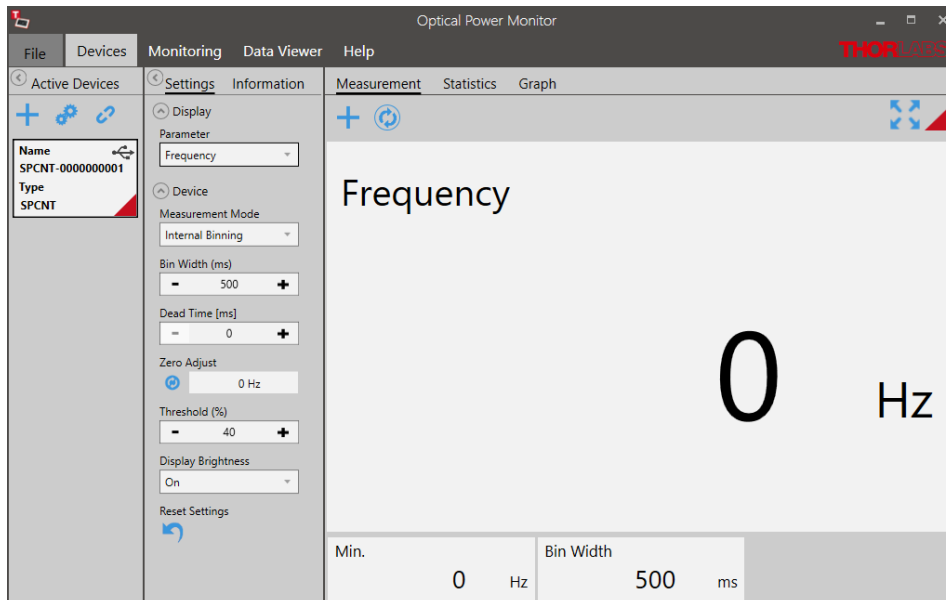 Optical Power Monitor
File Devices Monitoring Data Viewer Help
THORLABS
Active Devices
Name
SPCNT-0000000001
Type
SPCNT
Settings Information
Display
Parameter
Frequency
Device
Measurement Mode
Internal Binning
Bin Width (ms)
- 500 +
Dead Time [ms]
- 0 +
Zero Adjust
0 Hz
Threshold (%)
- 40 +
Display Brightness
On
Reset Settings
Measurement Statistics Graph
Frequency
0 Hz
Min.
0 Hz
Bin Width
500 ms